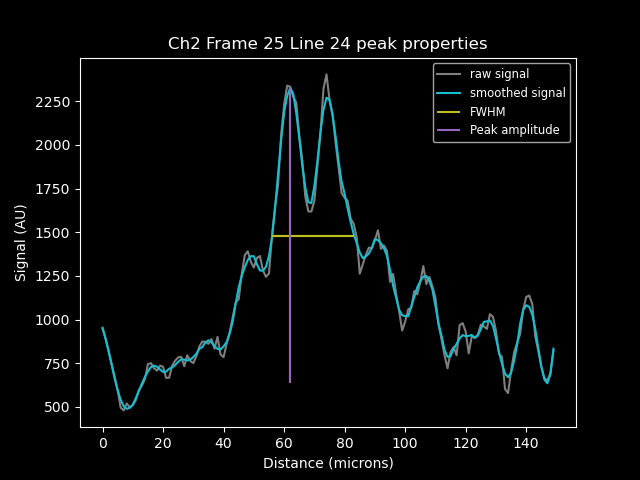 Ch2 Frame 25 Line 24 peak properties
raw signal
smoothed signal
FWHM
Peak amplitude
Signal (AU)
2250
2000
1750
1500
1250
1000
750
500
0 20 40 60 80 100 120 140
Distance (microns)